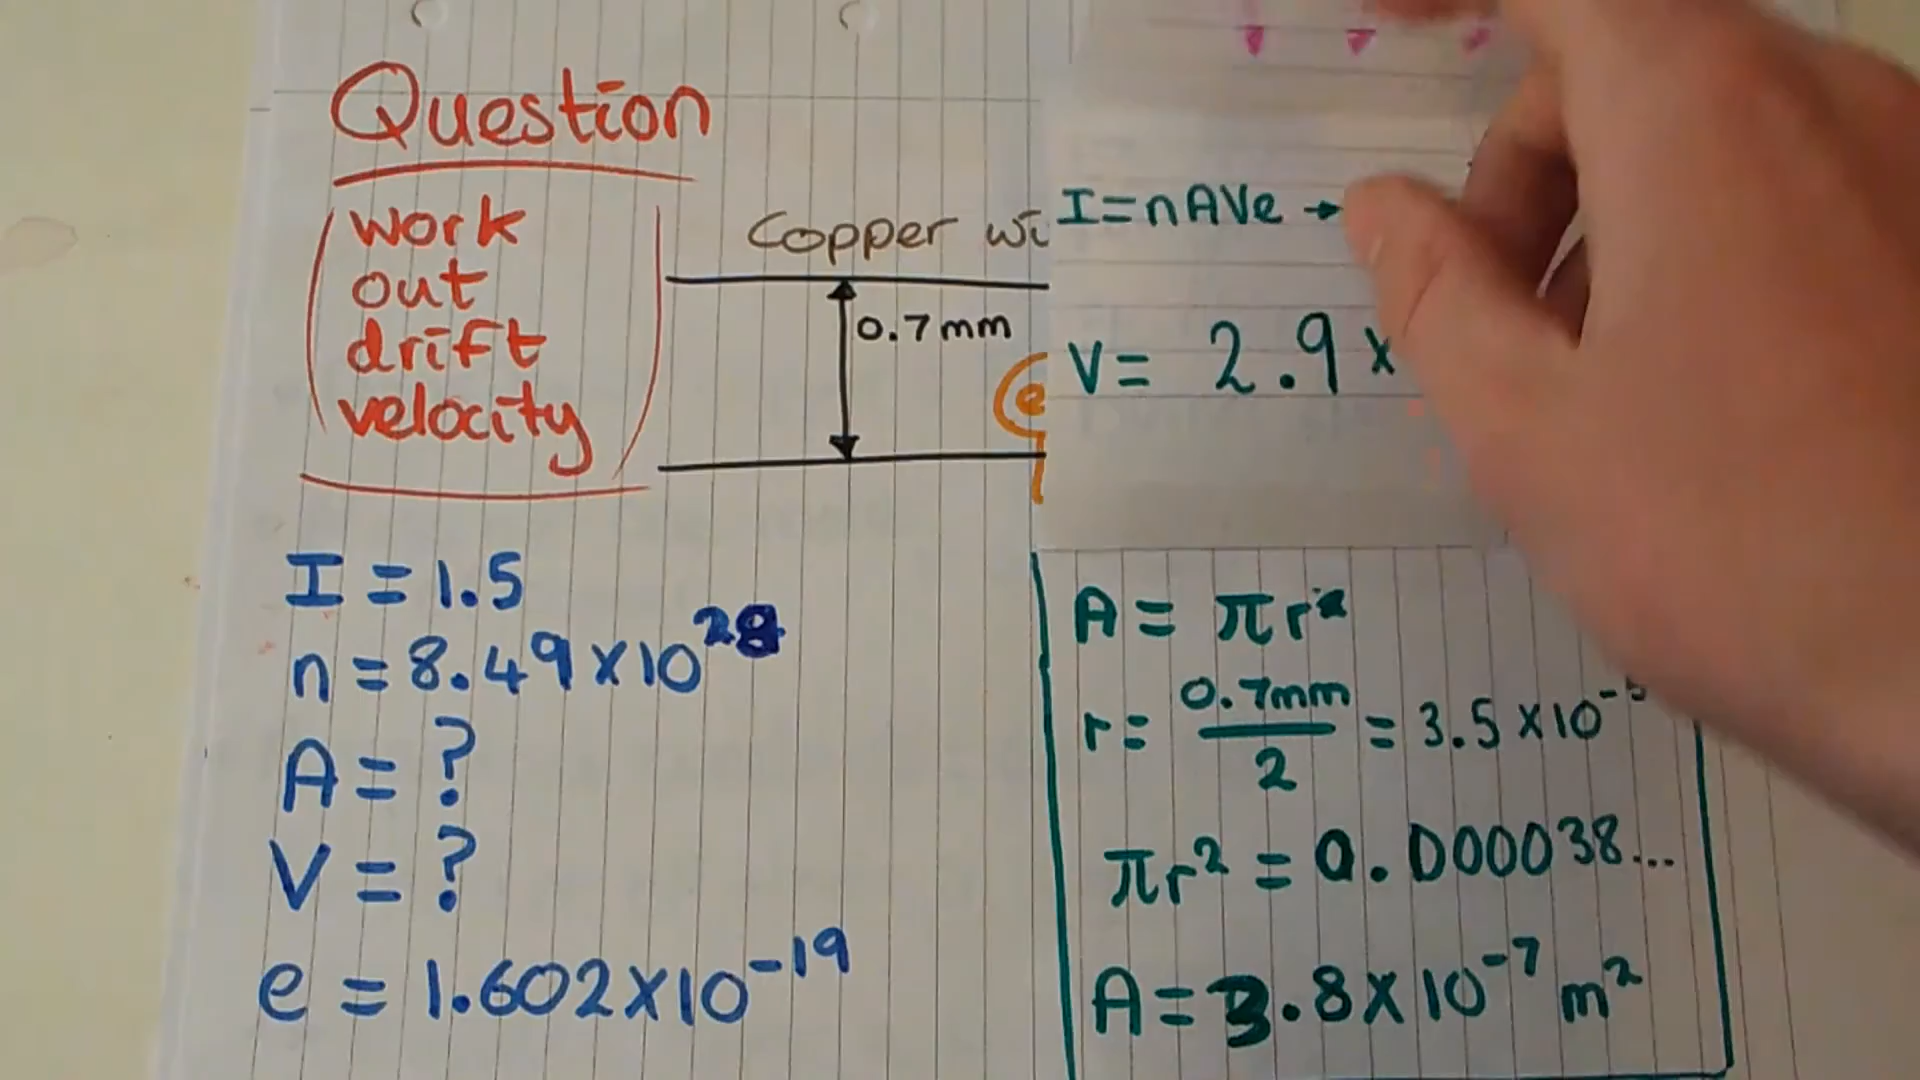 Question
work
out
drift
velocity
Copper wi
0.7mm
e
I=nAVe →
V= 2.9 x
I = 1.5
n = 8.49 x 10^28
A = ?
V = ?
e = 1.602 x 10^-19
A = πr²
r = 0.7mm / 2 = 3.5 x 10^-
πr² = 0.000038...
A = 3.8 x 10^-7 m²